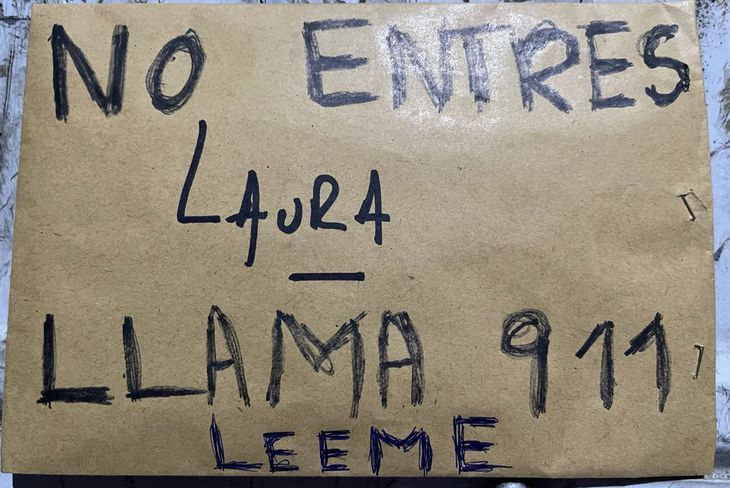 NO ENTRES
LAURA
—
LLAMA 911
LEEME